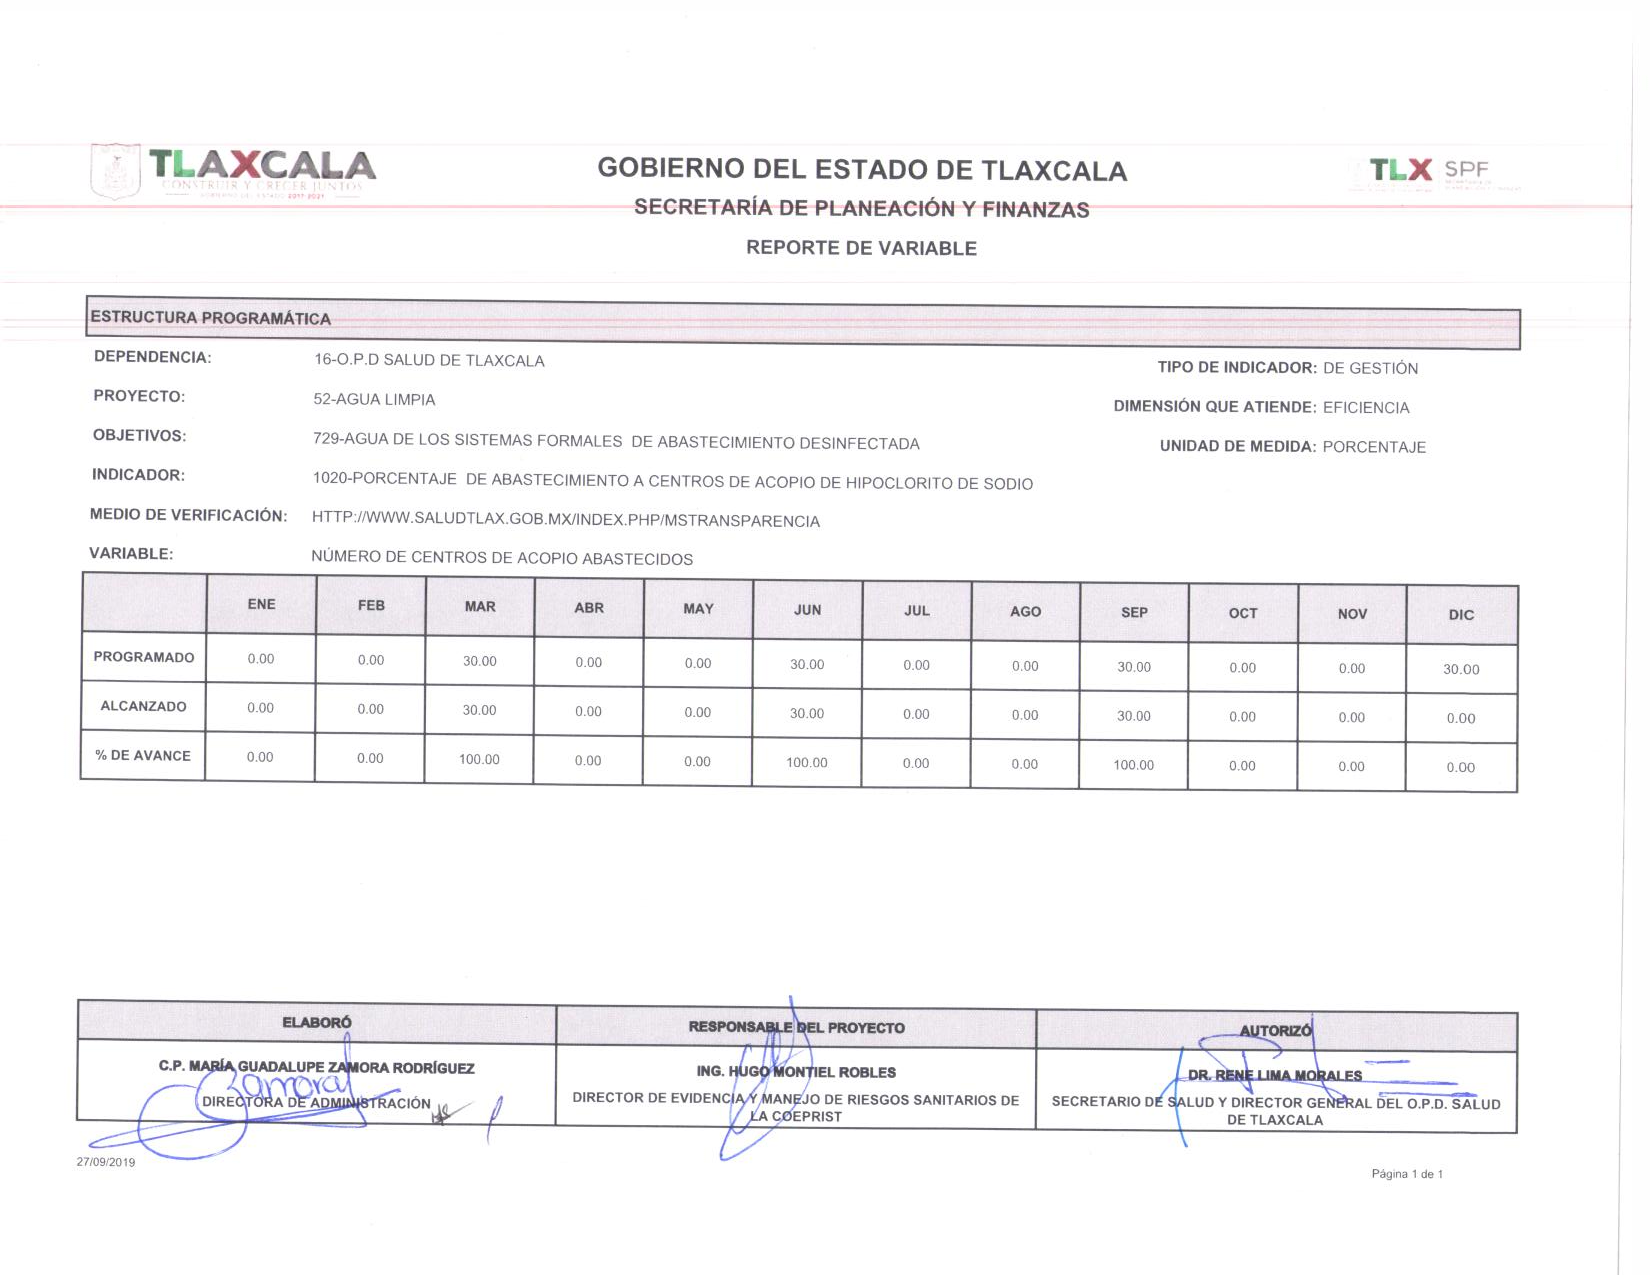 TLAXCALA
CONSTRUIR Y CRECER JUNTOS
GOBIERNO DEL ESTADO 2017-2021
GOBIERNO DEL ESTADO DE TLAXCALA
SECRETARÍA DE PLANEACIÓN Y FINANZAS
REPORTE DE VARIABLE
TLX SPF
ESTRUCTURA PROGRAMÁTICA
DEPENDENCIA: 16-O.P.D SALUD DE TLAXCALA TIPO DE INDICADOR: DE GESTIÓN
PROYECTO: 52-AGUA LIMPIA DIMENSIÓN QUE ATIENDE: EFICIENCIA
OBJETIVOS: 729-AGUA DE LOS SISTEMAS FORMALES DE ABASTECIMIENTO DESINFECTADA UNIDAD DE MEDIDA: PORCENTAJE
INDICADOR: 1020-PORCENTAJE DE ABASTECIMIENTO A CENTROS DE ACOPIO DE HIPOCLORITO DE SODIO
MEDIO DE VERIFICACIÓN: HTTP://WWW.SALUDTLAX.GOB.MX/INDEX.PHP/MSTRANSPARENCIA
VARIABLE: NÚMERO DE CENTROS DE ACOPIO ABASTECIDOS
ENE FEB MAR ABR MAY JUN JUL AGO SEP OCT NOV DIC
PROGRAMADO 0.00 0.00 30.00 0.00 0.00 30.00 0.00 0.00 30.00 0.00 0.00 30.00
ALCANZADO 0.00 0.00 30.00 0.00 0.00 30.00 0.00 0.00 30.00 0.00 0.00 0.00
% DE AVANCE 0.00 0.00 100.00 0.00 0.00 100.00 0.00 0.00 100.00 0.00 0.00 0.00
ELABORÓ RESPONSABLE DEL PROYECTO AUTORIZÓ
C.P. MARÍA GUADALUPE ZAMORA RODRÍGUEZ
DIRECTORA DE ADMINISTRACIÓN
ING. HUGO MONTIEL ROBLES
DIRECTOR DE EVIDENCIA Y MANEJO DE RIESGOS SANITARIOS DE
LA COEPRIST
DR. RENE LIMA MORALES
SECRETARIO DE SALUD Y DIRECTOR GENERAL DEL O.P.D. SALUD
DE TLAXCALA
27/09/2019
Página 1 de 1